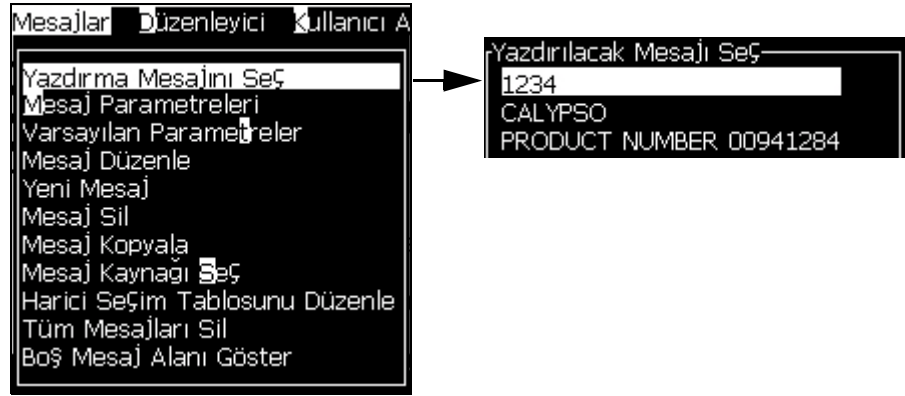 Mesajlar Düzenleyici Kullanıcı A
Yazdırma Mesajını Seç
Mesaj Parametreleri
Varsayılan Parametreler
Mesaj Düzenle
Yeni Mesaj
Mesaj Sil
Mesaj Kopyala
Mesaj Kaynağı Seç
Harici Seçim Tablosunu Düzenle
Tüm Mesajları Sil
Boş Mesaj Alanı Göster
Yazdırılacak Mesajı Seç
1234
CALYPSO
PRODUCT NUMBER 00941284